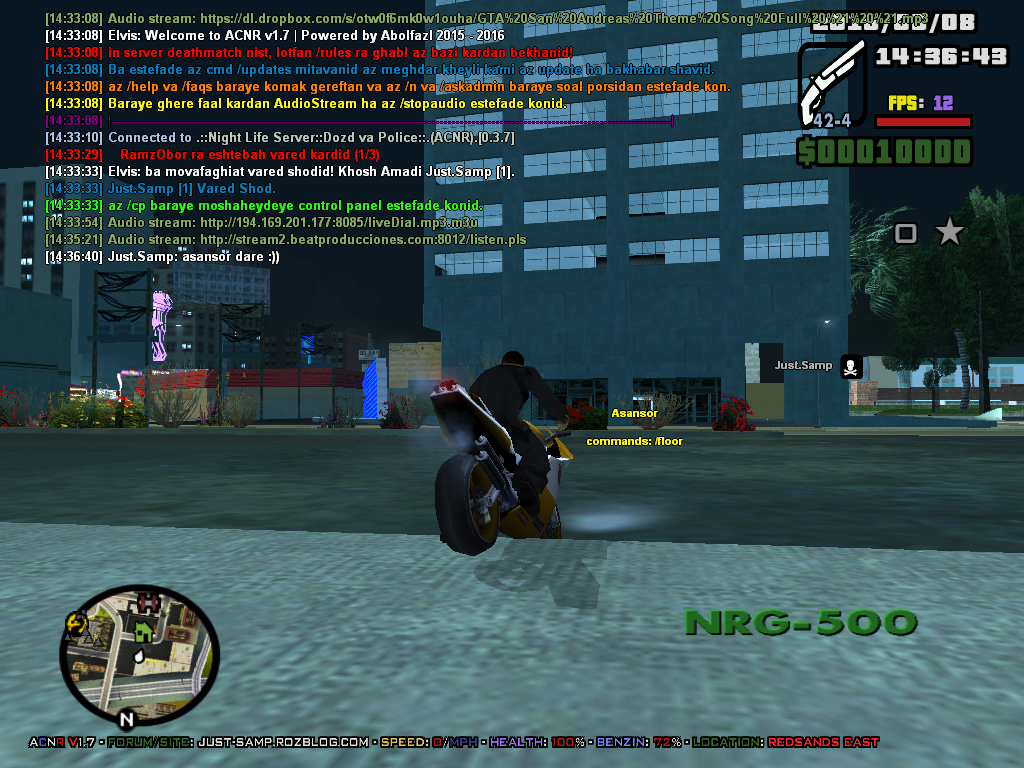 [14:33:08] Audio stream: https://dl.dropbox.com/s/otw0f6mk0w1ouha/GTA%20San%20Andreas%20Theme%20Song%20Full%20%21%20%21.mp3
[14:33:08] Elvis: Welcome to ACNR v1.7 | Powered by Abolfazl 2015 - 2016
[14:33:08] in server deathmatch nist, lotfan /rules ra ghabl az bazi kardan bekhanid!
[14:33:08] Ba estefade az cmd /updates mitavanid az meghdar kheyli kami az update ha bakhabar shavid.
[14:33:08] az /help va /faqs baraye komak gereftan va az /n va /askadmin baraye soal porsidan estefade kon.
[14:33:08] Baraye ghere faal kardan AudioStream ha az /stopaudio estefade konid.
[14:33:08]
[14:33:10] Connected to .::Night Life Server::Dozd va Police::.(ACNR).[0.3.7]
[14:33:29] RamzObor ra eshtebah vared kardid (1/3)
[14:33:33] Elvis: ba movafaghiat vared shodid! Khosh Amadi Just.Samp [1].
[14:33:33] Just.Samp [1] Vared Shod.
[14:33:33] az /cp baraye moshaheydeye control panel estefade konid.
[14:33:54] Audio stream: http://194.169.201.177:8085/liveDial.mp3.m3u
[14:35:21] Audio stream: http://stream2.beatproducciones.com:8012/listen.pls
[14:36:40] Just.Samp: asansor dare :))
14:36:43
FPS: 12
42-4
$00010000
Just.Samp
Asansor
commands: /floor
NRG-500
N
ACNR V1.7 - FORUM/SITE: JUST-SAMP.ROZBLOG.COM - SPEED: 0/MPH - HEALTH: 100% - BENZIN: 72% - LOCATION: REDSANDS EAST